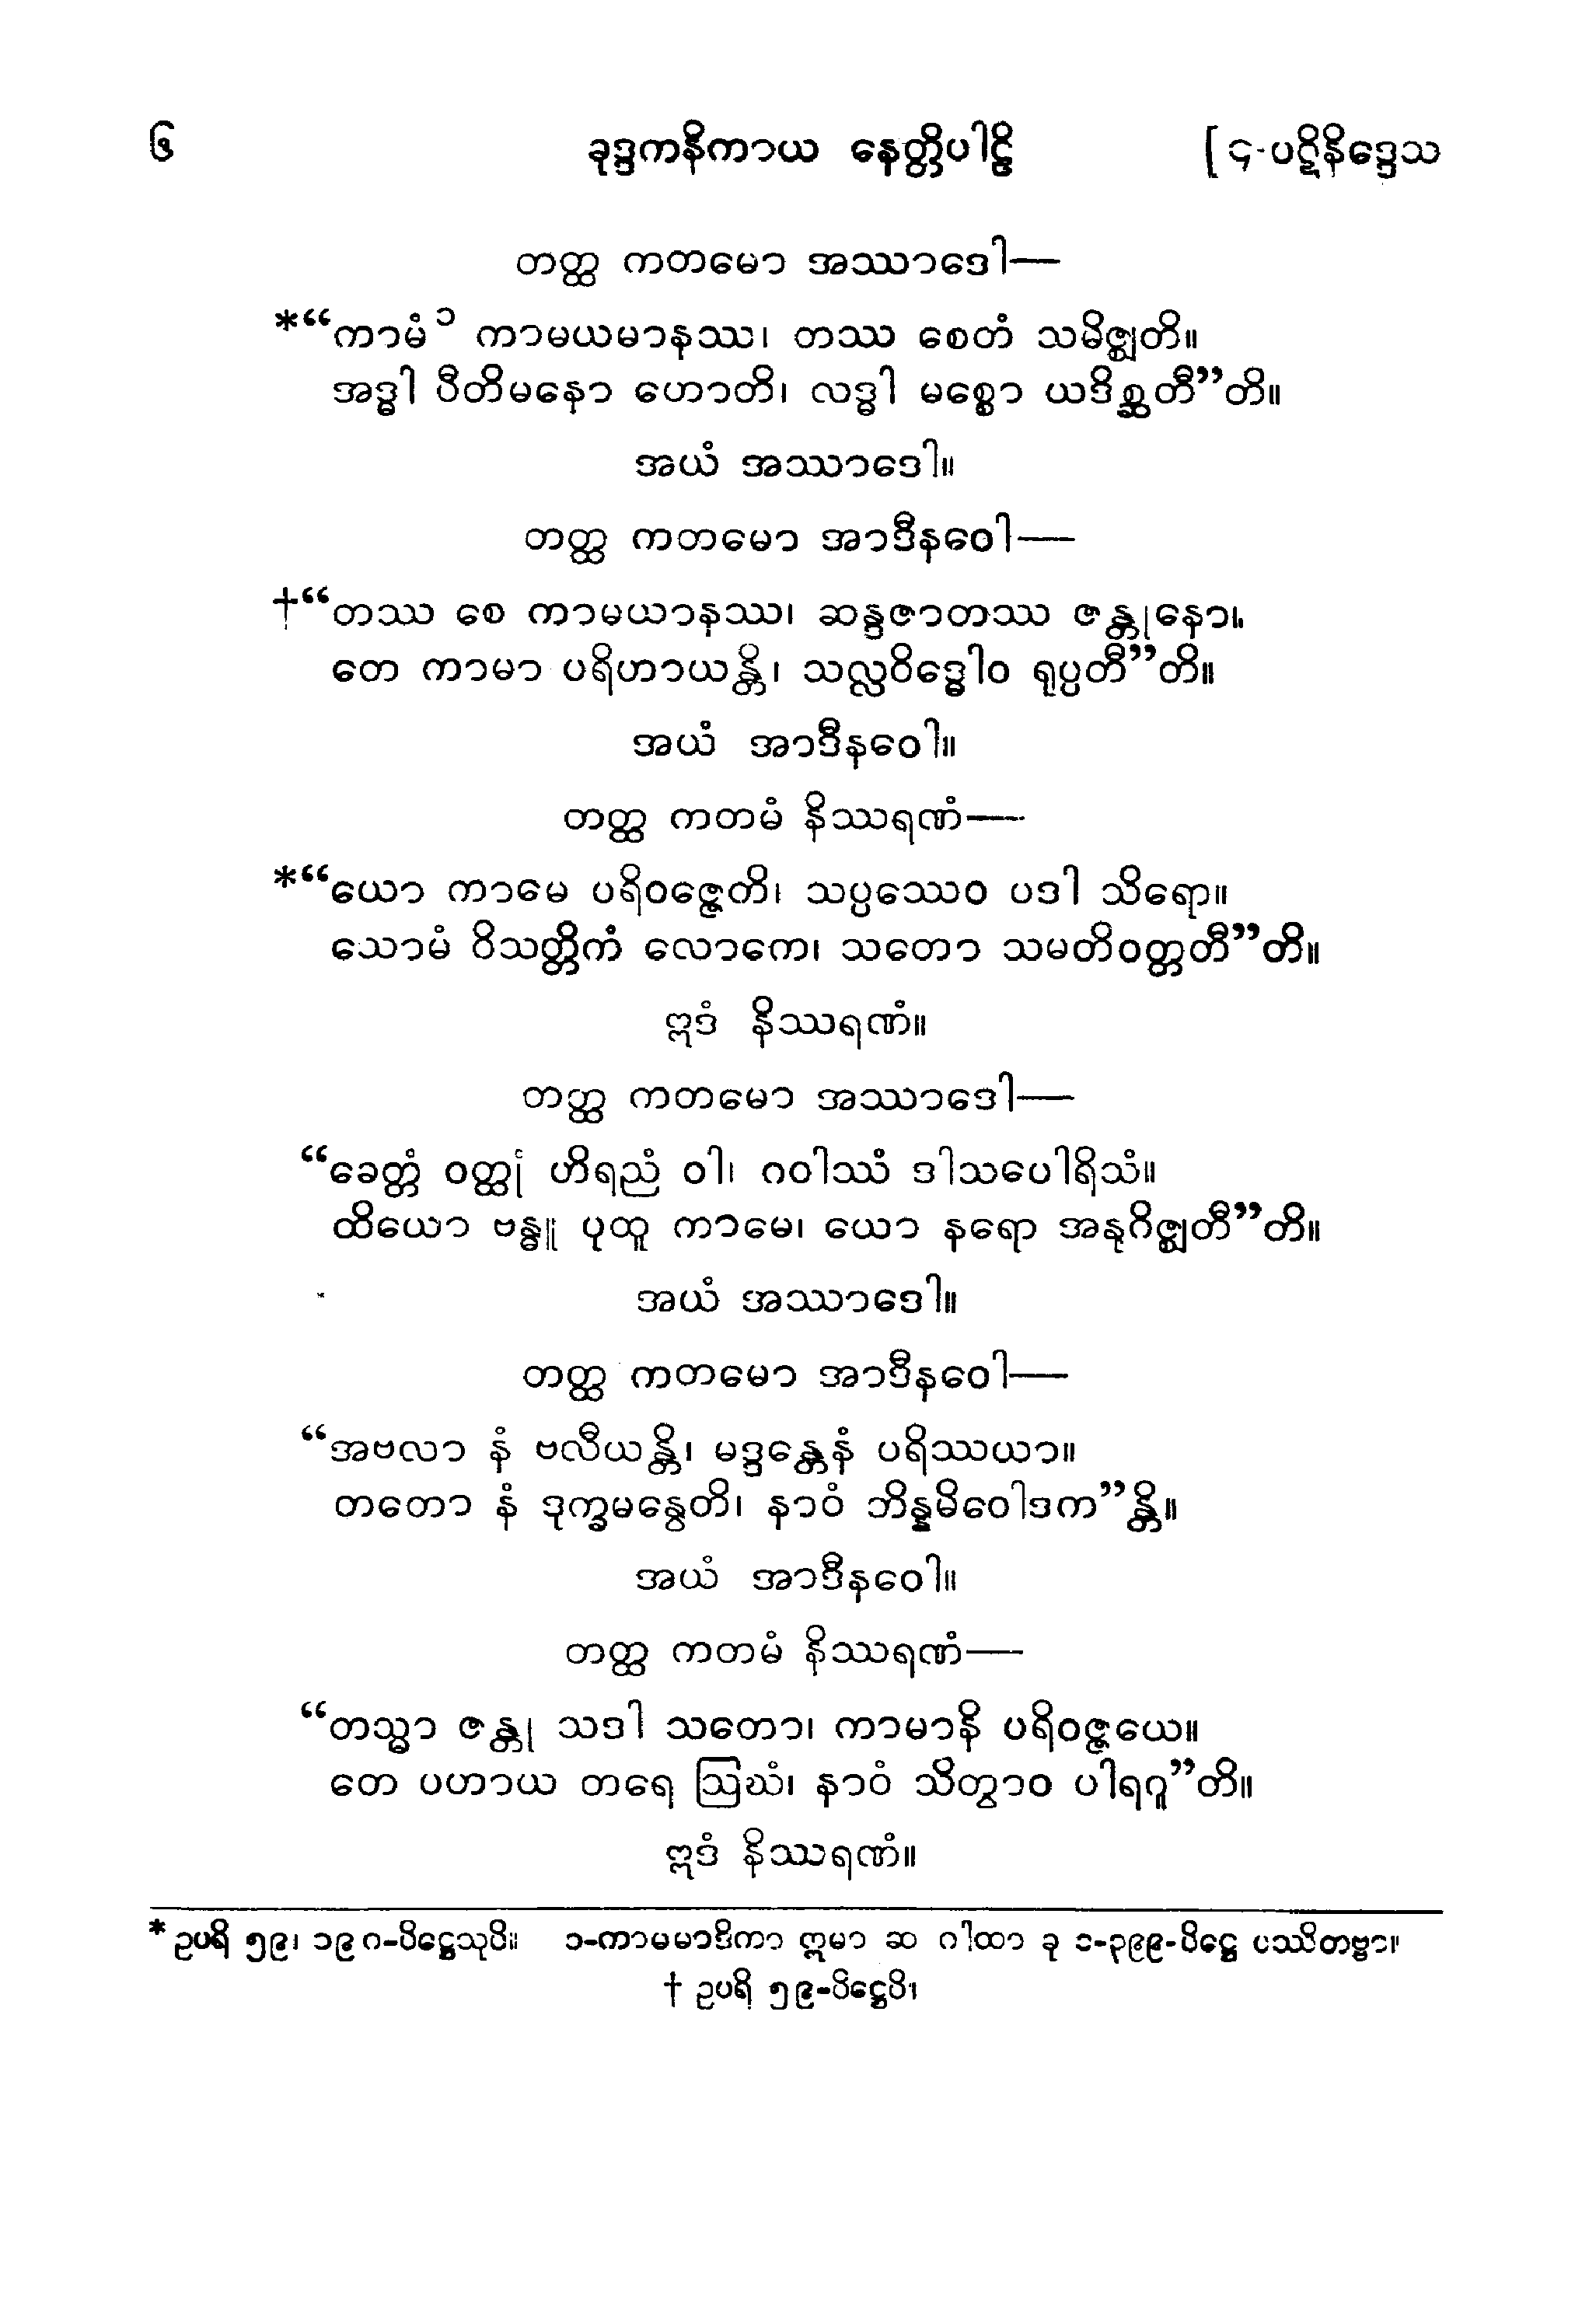 ၆ ခုဒ္ဒကနိကာယ နေတ္တိပါဠိ [၄-ပဋိနိဒ္ဒေသ
တတ္ထ ကတမော အဿာဒေါ—
*“ကာမံ ၁ ကာမယမာနဿ၊ တဿ စေတံ သမိဇ္ဈတိ။
အဒ္ဓါ ပီတိမနော ဟောတိ၊ လဒ္ဓါ မစ္စော ယဒိစ္ဆတီ”တိ။
အယံ အဿာဒေါ။
တတ္ထ ကတမော အာဒီနဝေါ—
†“တဿ စေ ကာမယာနဿ၊ ဆန္ဒဇာတဿ ဇန္တုနော။
တေ ကာမာ ပရိဟာယန္တိ၊ သလ္လဝိဒ္ဓေါဝ ရုပ္ပတီ”တိ။
အယံ အာဒီနဝေါ။
တတ္ထ ကတမံ နိဿရဏံ—
*“ယော ကာမေ ပရိဝဇ္ဇေတိ၊ သပ္ပဿေဝ ပဒါ သိရော။
သောမံ ဝိသတ္တိကံ လောကေ၊ သတော သမတိဝတ္တတီ”တိ။
ဣဒံ နိဿရဏံ။
တတ္ထ ကတမော အဿာဒေါ—
“ခေတ္တံ ဝတ္ထုံ ဟိရညံ ဝါ၊ ဂဝါဿံ ဒါသပေါရိသံ။
ထိယော ဗန္ဓူ ပုထူ ကာမေ၊ ယော နရော အနုဂိဇ္ဈတီ”တိ။
အယံ အဿာဒေါ။
တတ္ထ ကတမော အာဒီနဝေါ—
“အဗလာ နံ ဗလီယန္တိ၊ မဒ္ဒန္တေနံ ပရိဿယာ။
တတော နံ ဒုက္ခမနွေတိ၊ နာဝံ ဘိန္နမိဝေါဒက”န္တိ။
အယံ အာဒီနဝေါ။
တတ္ထ ကတမံ နိဿရဏံ—
“တသ္မာ ဇန္တု သဒါ သတော၊ ကာမာနိ ပရိဝဇ္ဇယေ။
တေ ပဟာယ တရေ ဩဃံ၊ နာဝံ သိတွာဝ ပါရဂူ”တိ။
ဣဒံ နိဿရဏံ။
* ဥပရိ ၅၉၊ ၁၉ဂ-ပိဋ္ဌေသုပိ။ ၁-ကာမမာဒိကာ ဣမာ ဆ ဂါထာ ခု ၁-၃၉၉-ပိဋ္ဌေ ပဿိတဗ္ဗာ။
† ဥပရိ ၅၉-ပိဋ္ဌေပိ၊